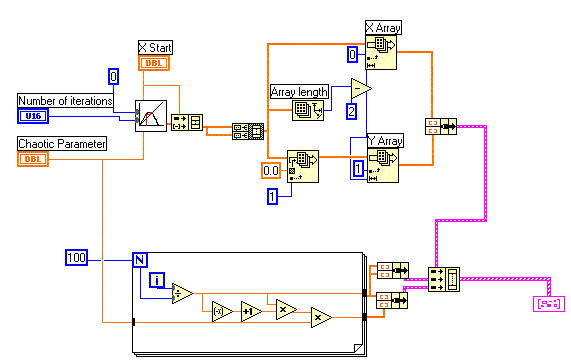 X Array
X Start
0
DBL
0
Array length
Number of iterations
U16
2
Chaotic Parameter
Y Array
DBL
0.0
1
1
100
N
i
(-x)
+1
x
x